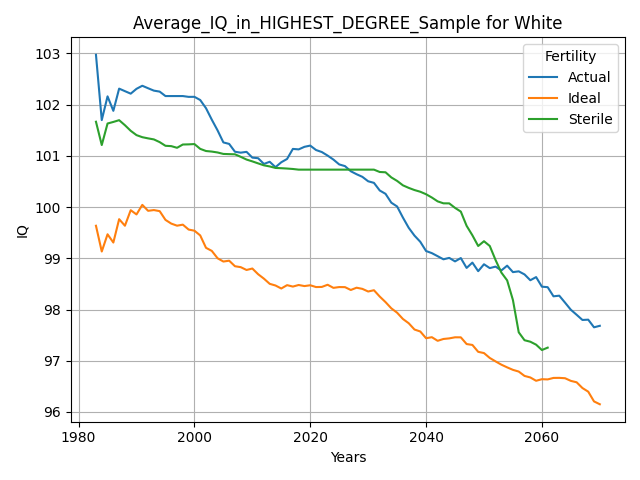 Average_IQ_in_HIGHEST_DEGREE_Sample for White
Fertility
Actual
Ideal
Sterile
IQ
103
102
101
100
99
98
97
96
1980 2000 2020 2040 2060
Years